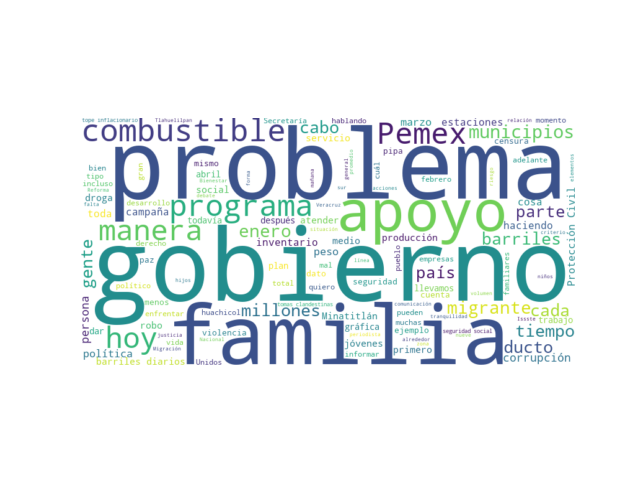 tope inflacionario
Tlahuelilpan
Secretaría
hablando
marzo
estaciones
relación
momento
combustible
cabo
Pemex
municipios
servicio
censura
problema
pipa
bien
gran
mismo
general
promedio
cuál
adelante
tipo
forma
mañana
incluso
Reforma
abril
Bienestar
febrero
acciones
elementos
droga
falta
desarrollo
social
programa
apoyo
cosa
toda
campaña
todavía
después
atender
parte
Protección Civil
manera
enero
situación
haciendo
derecho
inventario
medio
producción
barriles
gente
paz
plan
peso
línea
pueblo
empresas
familiares
dato
mal
país
gobierno
político
hijos
total
quiero
seguridad
llevamos
cuenta
niños
persona
menos
millones
tomas clandestinas
comunicación
migrante
cada
enfrentar
huachicol
Minatitlán
Veracruz
pueden
tranquilidad
Issste
trabajo
dar
robo
violencia
familia
gráfica
muchas
ejemplo
alrededor
seguridad social
tiempo
hoy
justicia
vida
Nacional
jóvenes
primero
ducto
política
Migración
informar
corrupción
barriles diarios
Unidos